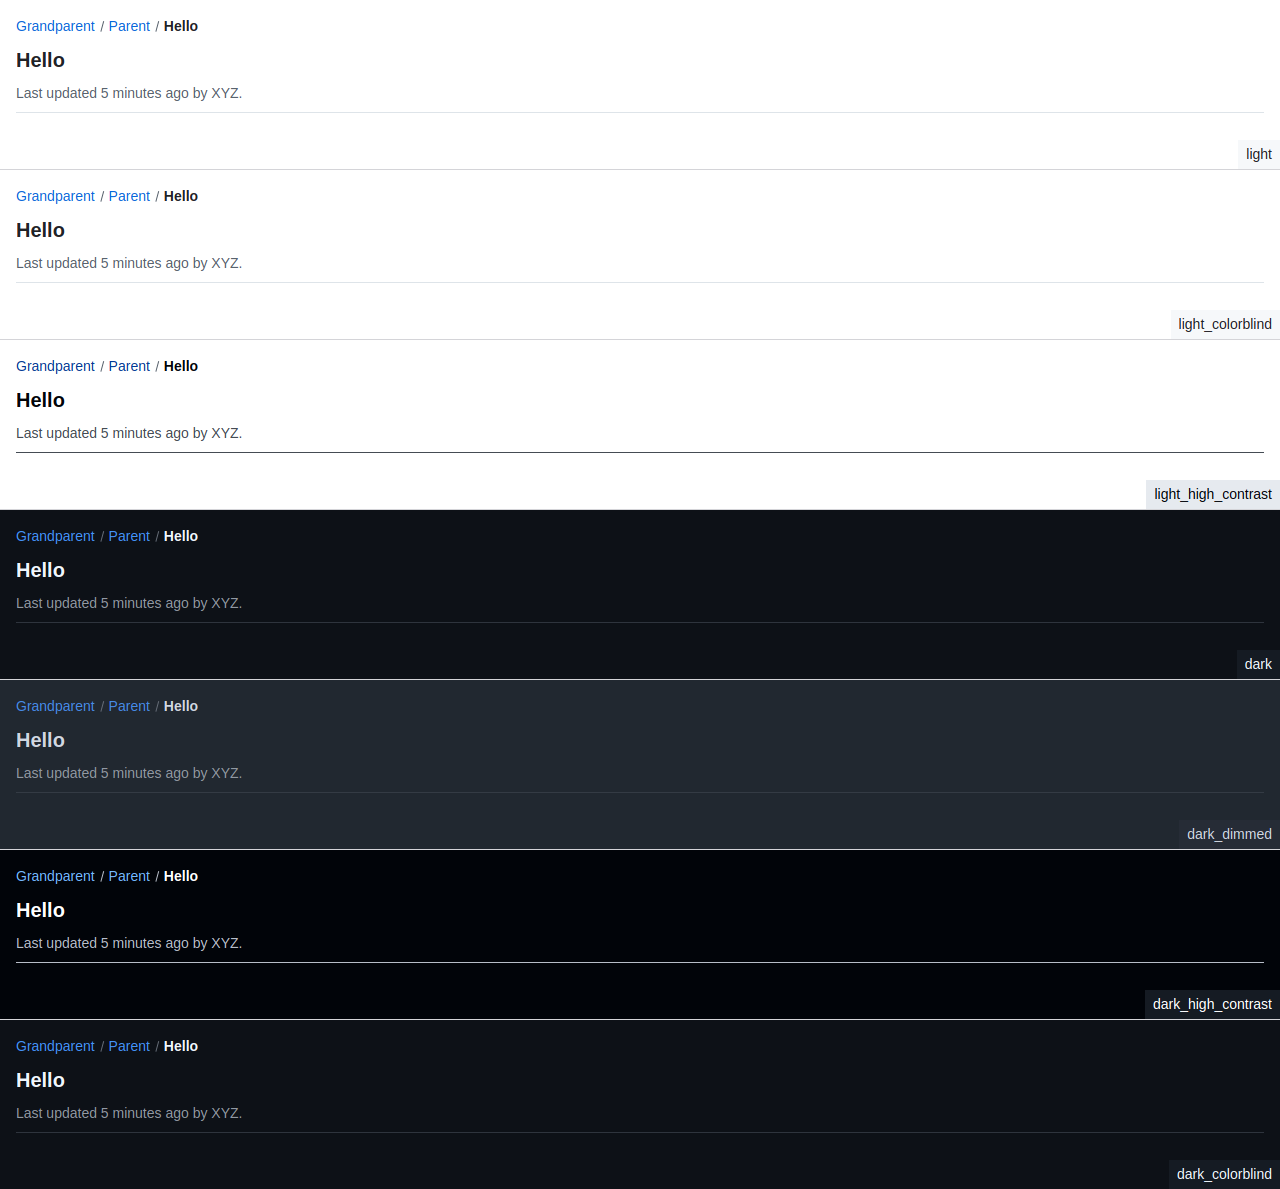 Grandparent / Parent / Hello
Hello
Last updated 5 minutes ago by XYZ.
light
Grandparent / Parent / Hello
Hello
Last updated 5 minutes ago by XYZ.
light_colorblind
Grandparent / Parent / Hello
Hello
Last updated 5 minutes ago by XYZ.
light_high_contrast
Grandparent / Parent / Hello
Hello
Last updated 5 minutes ago by XYZ.
dark
Grandparent / Parent / Hello
Hello
Last updated 5 minutes ago by XYZ.
dark_dimmed
Grandparent / Parent / Hello
Hello
Last updated 5 minutes ago by XYZ.
dark_high_contrast
Grandparent / Parent / Hello
Hello
Last updated 5 minutes ago by XYZ.
dark_colorblind